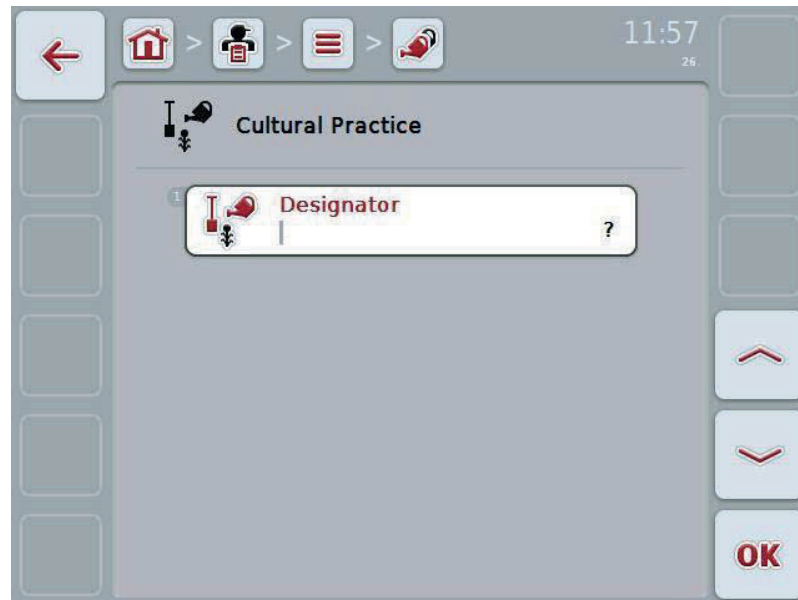 > > >
11:57
26.
Cultural Practice
1
Designator
?
OK